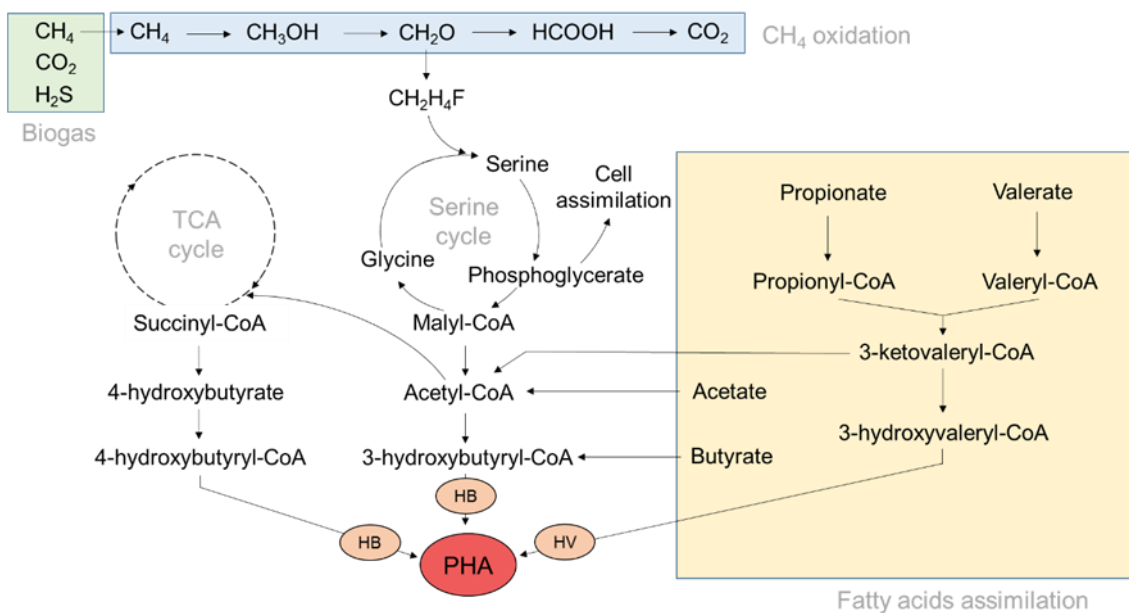 CH₄
CO₂
H₂S
Biogas
CH₄
CH₃OH
CH₂O
HCOOH
CO₂
CH₄ oxidation
CH₂H₄F
Serine
Cell
assimilation
Serine
cycle
Glycine
Phosphoglycerate
Malyl-CoA
TCA
cycle
Succinyl-CoA
4-hydroxybutyrate
4-hydroxybutyryl-CoA
Acetyl-CoA
3-hydroxybutyryl-CoA
HB
HB
HV
PHA
Propionate
Valerate
Propionyl-CoA
Valeryl-CoA
3-ketovaleryl-CoA
Acetate
3-hydroxyvaleryl-CoA
Butyrate
Fatty acids assimilation